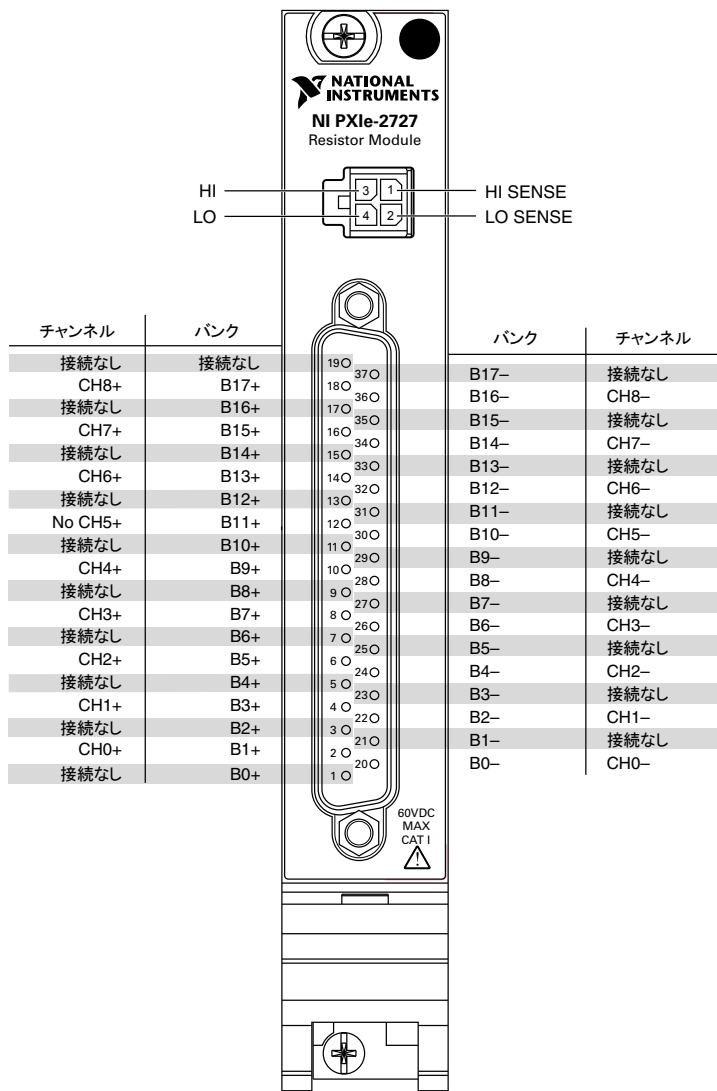 NATIONAL
INSTRUMENTS
NI PXIe-2727
Resistor Module
HI 3 1 HI SENSE
LO 4 2 LO SENSE
チャンネル バンク
バンク チャンネル
接続なし 接続なし 19
37 B17– 接続なし
CH8+ B17+ 18
36 B16– CH8–
接続なし B16+ 17
35 B15– 接続なし
CH7+ B15+ 16
34 B14– CH7–
接続なし B14+ 15
33 B13– 接続なし
CH6+ B13+ 14
32 B12– CH6–
接続なし B12+ 13
31 B11– 接続なし
No CH5+ B11+ 12
30 B10– CH5–
接続なし B10+ 11
29 B9– 接続なし
CH4+ B9+ 10
28 B8– CH4–
接続なし B8+ 9
27 B7– 接続なし
CH3+ B7+ 8
26 B6– CH3–
接続なし B6+ 7
25 B5– 接続なし
CH2+ B5+ 6
24 B4– CH2–
接続なし B4+ 5
23 B3– 接続なし
CH1+ B3+ 4
22 B2– CH1–
接続なし B2+ 3
21 B1– 接続なし
CH0+ B1+ 2
20 B0– CH0–
接続なし B0+ 1
60VDC
MAX
CAT I